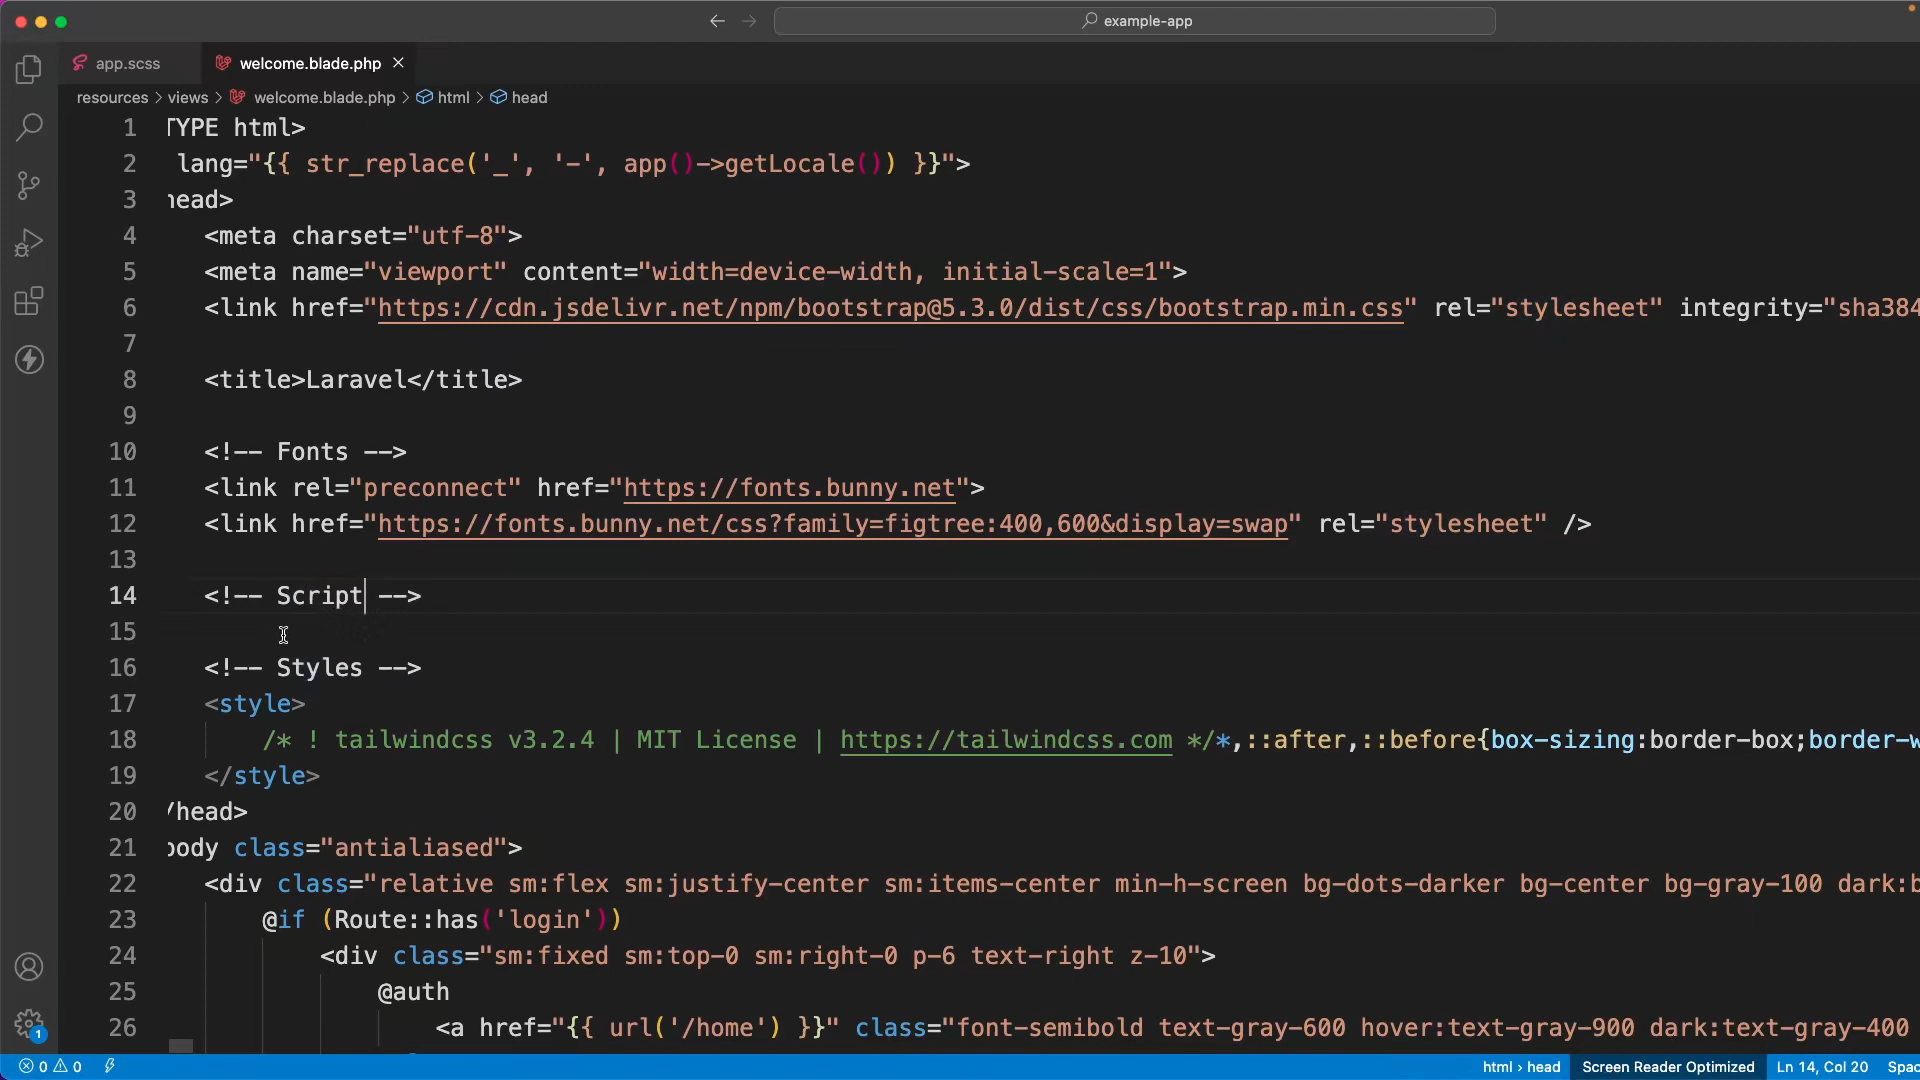 example-app
app.scss
welcome.blade.php
resources > views > welcome.blade.php > html > head
1 TYPE html>
2 lang="{{ str_replace('_', '-', app()->getLocale()) }}">
3 head>
4 <meta charset="utf-8">
5 <meta name="viewport" content="width=device-width, initial-scale=1">
6 <link href="https://cdn.jsdelivr.net/npm/bootstrap@5.3.0/dist/css/bootstrap.min.css" rel="stylesheet" integrity="sha384
7
8 <title>Laravel</title>
9
10 <!-- Fonts -->
11 <link rel="preconnect" href="https://fonts.bunny.net">
12 <link href="https://fonts.bunny.net/css?family=figtree:400,600&display=swap" rel="stylesheet" />
13
14 <!-- Script -->
15
16 <!-- Styles -->
17 <style>
18 /* ! tailwindcss v3.2.4 | MIT License | https://tailwindcss.com */*,::after,::before{box-sizing:border-box;border-w
19 </style>
20 /head>
21 body class="antialiased">
22 <div class="relative sm:flex sm:justify-center sm:items-center min-h-screen bg-dots-darker bg-center bg-gray-100 dark:b
23 @if (Route::has('login'))
24 <div class="sm:fixed sm:top-0 sm:right-0 p-6 text-right z-10">
25 @auth
26 <a href="{{ url('/home') }}" class="font-semibold text-gray-600 hover:text-gray-900 dark:text-gray-400
1
0 0 html › head Screen Reader Optimized Ln 14, Col 20 Spac